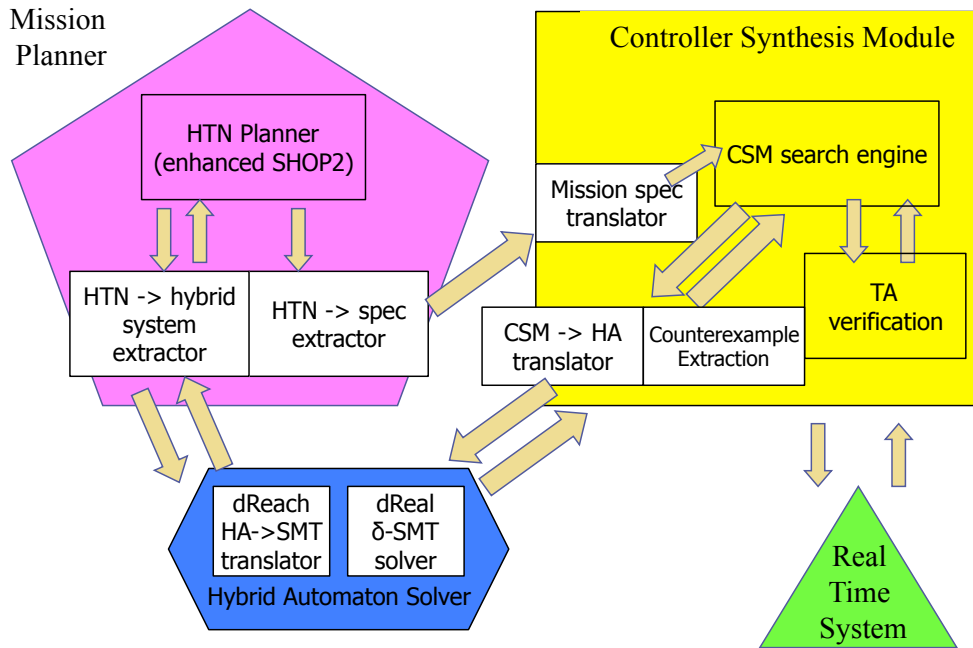 Mission
Planner
HTN Planner
(enhanced SHOP2)
HTN -> hybrid
system
extractor
HTN -> spec
extractor
Controller Synthesis Module
CSM search engine
Mission spec
translator
CSM -> HA
translator
Counterexample
Extraction
TA
verification
dReach
HA->SMT
translator
dReal
δ-SMT
solver
Hybrid Automaton Solver
Real
Time
System